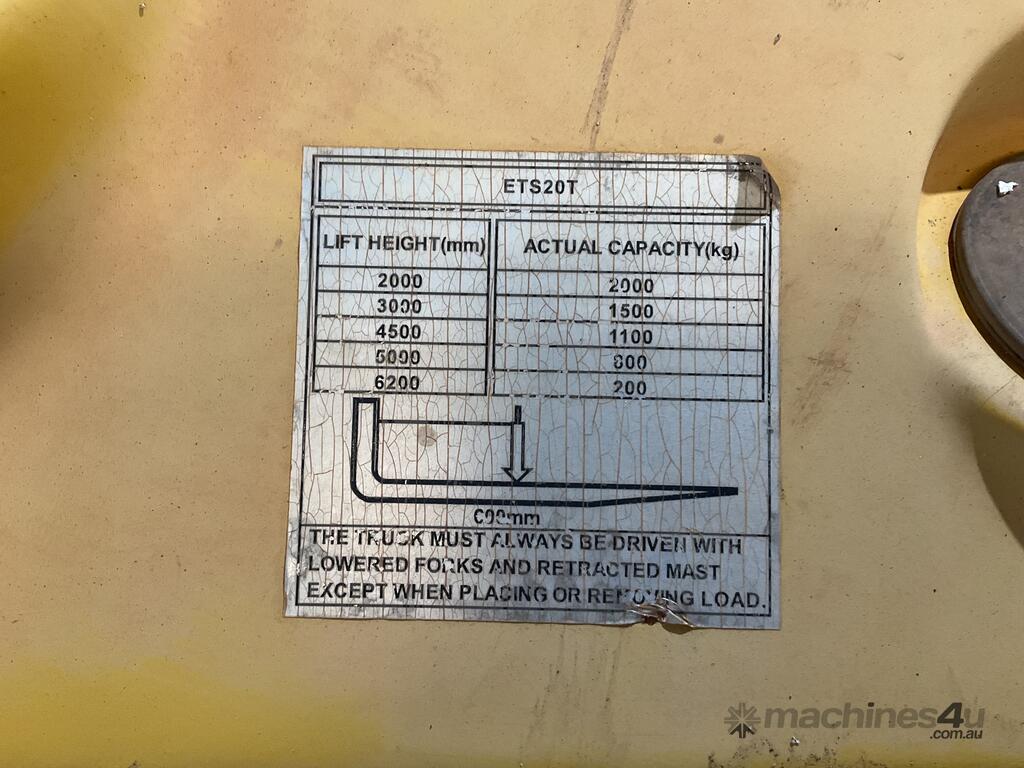 ETS20T
LIFT HEIGHT(mm) ACTUAL CAPACITY(kg)
2000 2000
3000 1500
4500 1100
5000 800
6200 200
600mm
THE TRUCK MUST ALWAYS BE DRIVEN WITH
LOWERED FORKS AND RETRACTED MAST
EXCEPT WHEN PLACING OR REMOVING LOAD.
machines4u
.com.au